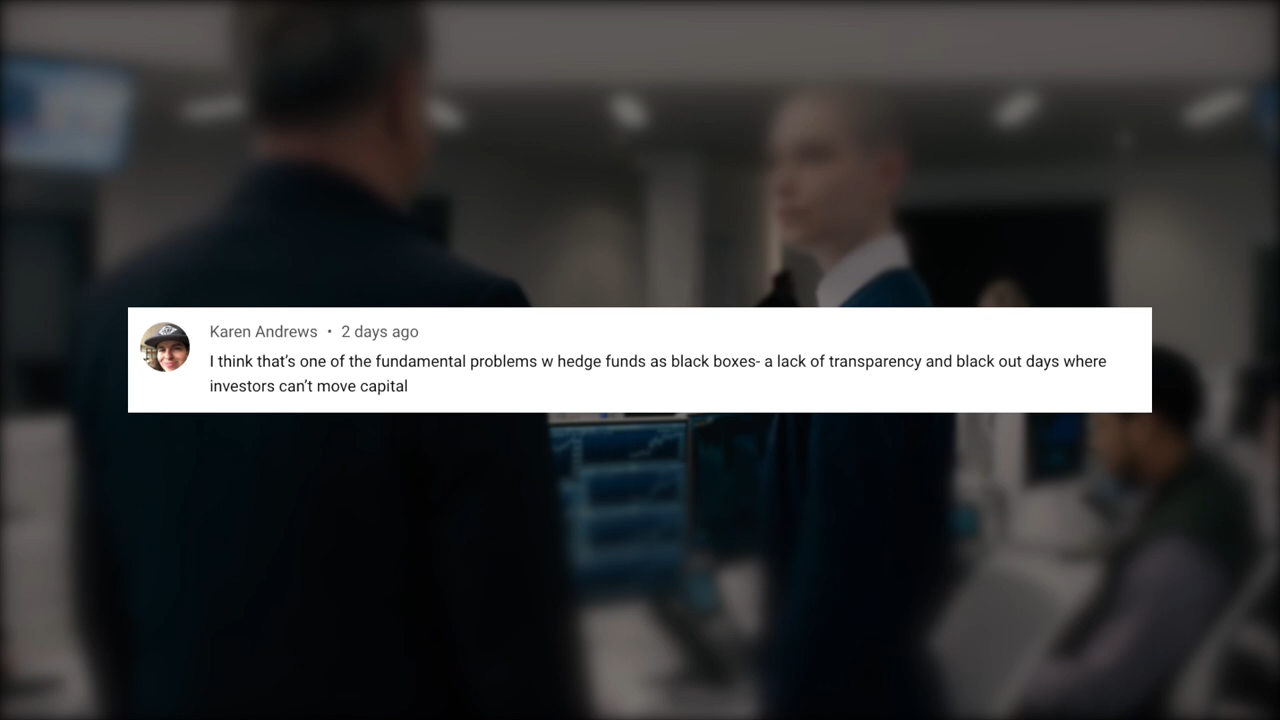 Karen Andrews • 2 days ago
I think that’s one of the fundamental problems w hedge funds as black boxes- a lack of transparency and black out days where
investors can’t move capital